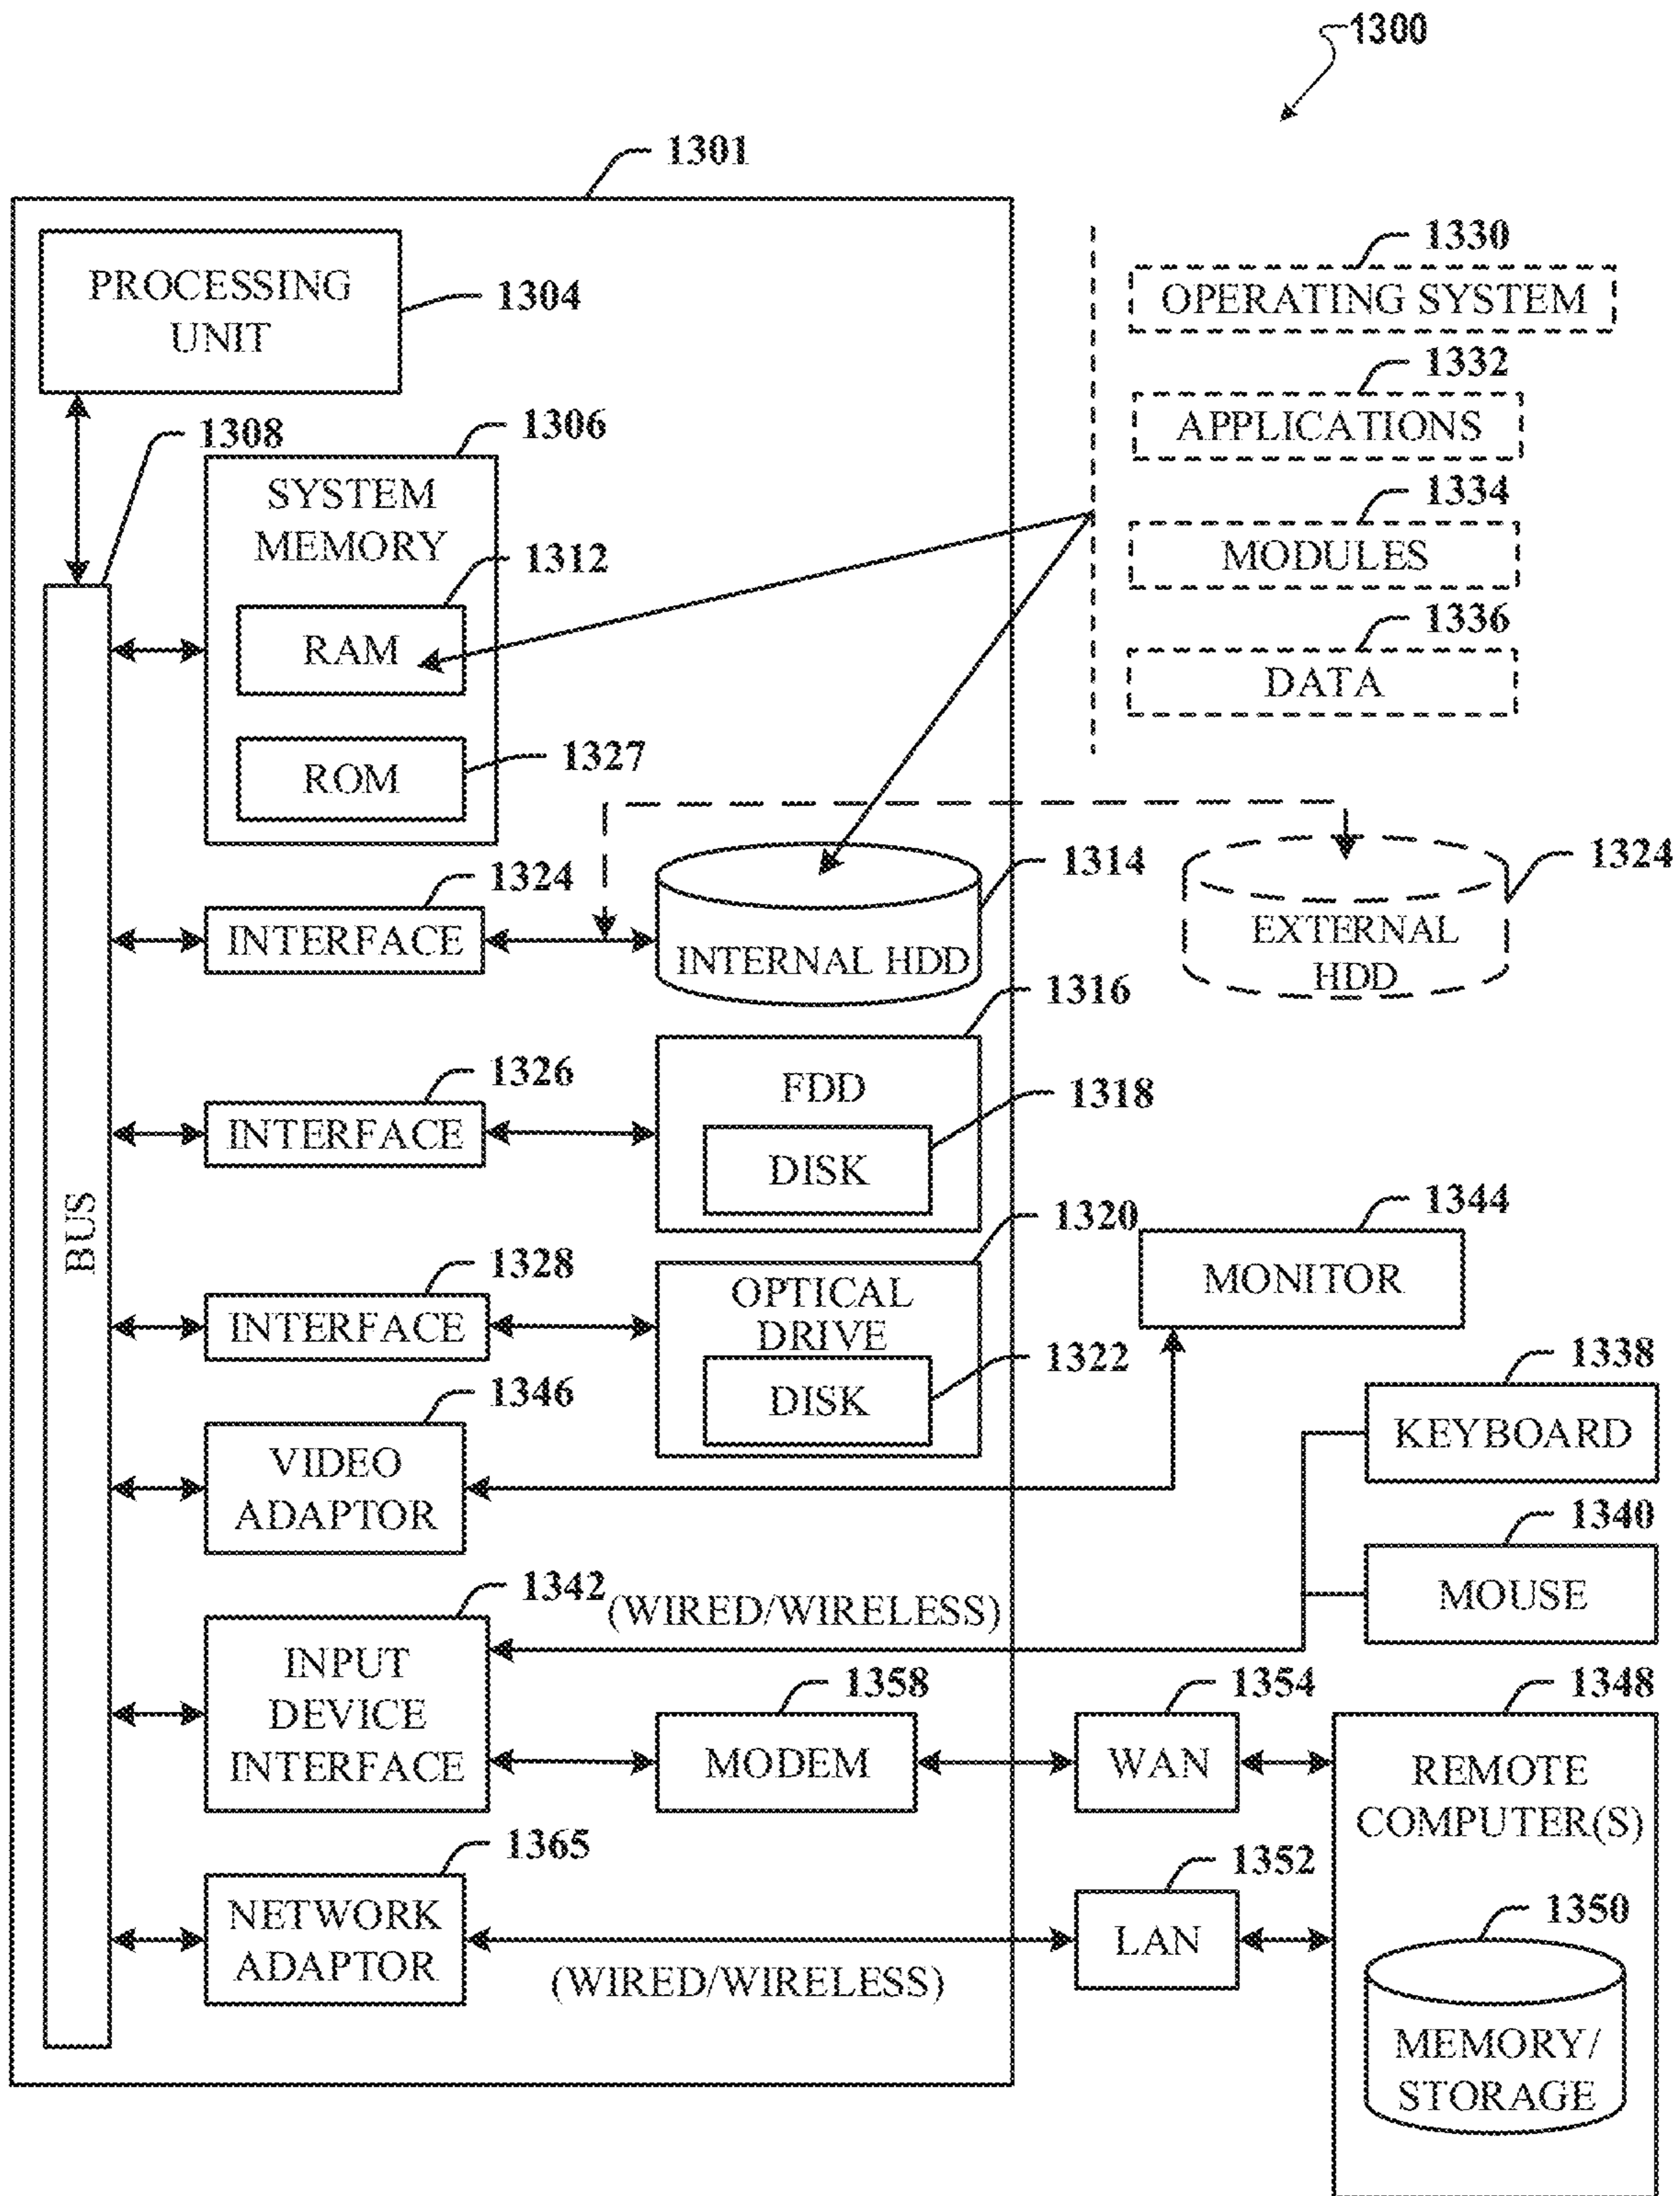 1300
1301
PROCESSING
UNIT
1304
1330
OPERATING SYSTEM
1332
APPLICATIONS
1334
MODULES
1336
DATA
1308
1306
SYSTEM
MEMORY
1312
RAM
1327
ROM
BUS
1324
INTERFACE
1314
INTERNAL HDD
1324
EXTERNAL
HDD
1316
FDD
1318
DISK
1326
INTERFACE
1320
OPTICAL
DRIVE
1322
DISK
1328
INTERFACE
1344
MONITOR
1346
VIDEO
ADAPTOR
1338
KEYBOARD
1340
MOUSE
1342
(WIRED/WIRELESS)
INPUT
DEVICE
INTERFACE
1358
MODEM
1354
WAN
1348
REMOTE
COMPUTER(S)
1365
NETWORK
ADAPTOR
(WIRED/WIRELESS)
1352
LAN
1350
MEMORY/
STORAGE